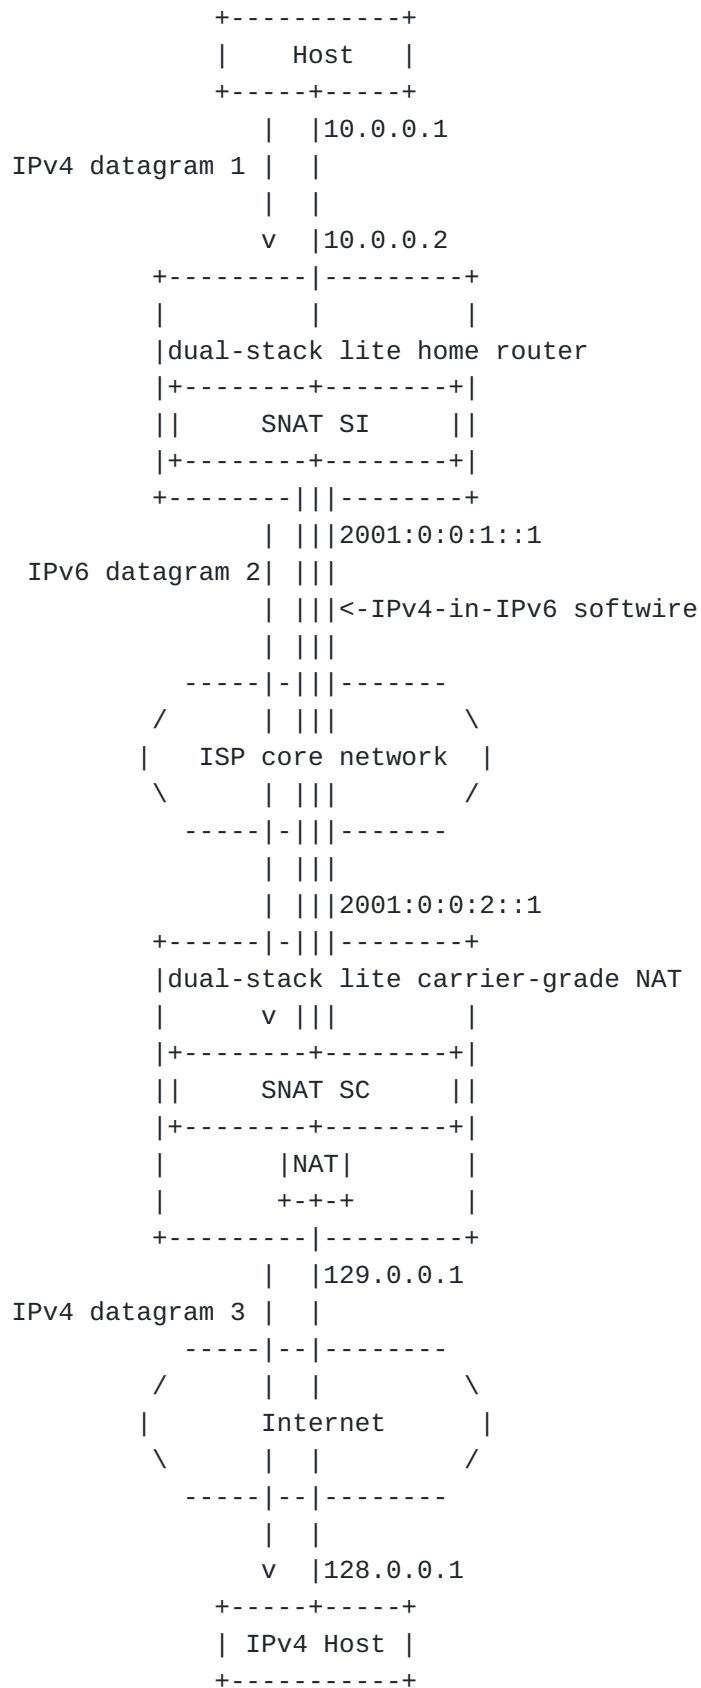 +-----------+
|    Host   |
+-----+-----+
|  |10.0.0.1
IPv4 datagram 1 |  |
|  |
v  |10.0.0.2
+---------|---------+
|         |         |
|dual-stack lite home router
|+--------+--------+|
||     SNAT SI     ||
|+--------+--------+|
+--------|||--------+
| |||2001:0:0:1::1
IPv6 datagram 2| |||
| |||<-IPv4-in-IPv6 softwire
| |||
-----|-|||-------
/      | |||        \
|   ISP core network  |
\      | |||        /
-----|-|||-------
| |||
| |||2001:0:0:2::1
+------|-|||--------+
|dual-stack lite carrier-grade NAT
|      v |||        |
|+--------+--------+|
||     SNAT SC     ||
|+--------+--------+|
|       |NAT|       |
|       +-+-+       |
+---------|---------+
|  |129.0.0.1
IPv4 datagram 3 |  |
-----|--|--------
/      |  |         \
|       Internet      |
\      |  |         /
-----|--|--------
|  |
v  |128.0.0.1
+-----+-----+
| IPv4 Host |
+-----------+